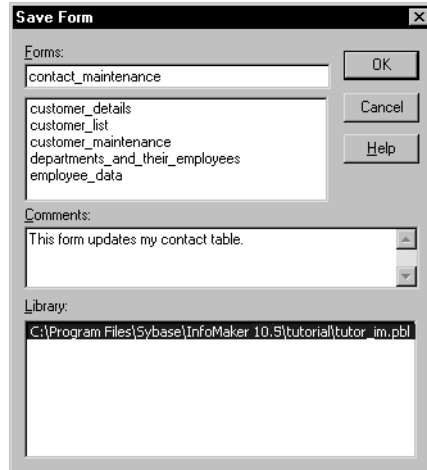 Save Form
Forms:
contact_maintenance
OK
customer_details
customer_list
customer_maintenance
departments_and_their_employees
employee_data
Cancel
Help
Comments:
This form updates my contact table.
Library:
C:\Program Files\Sybase\InfoMaker 10.5\tutorial\tutor_im.pbl